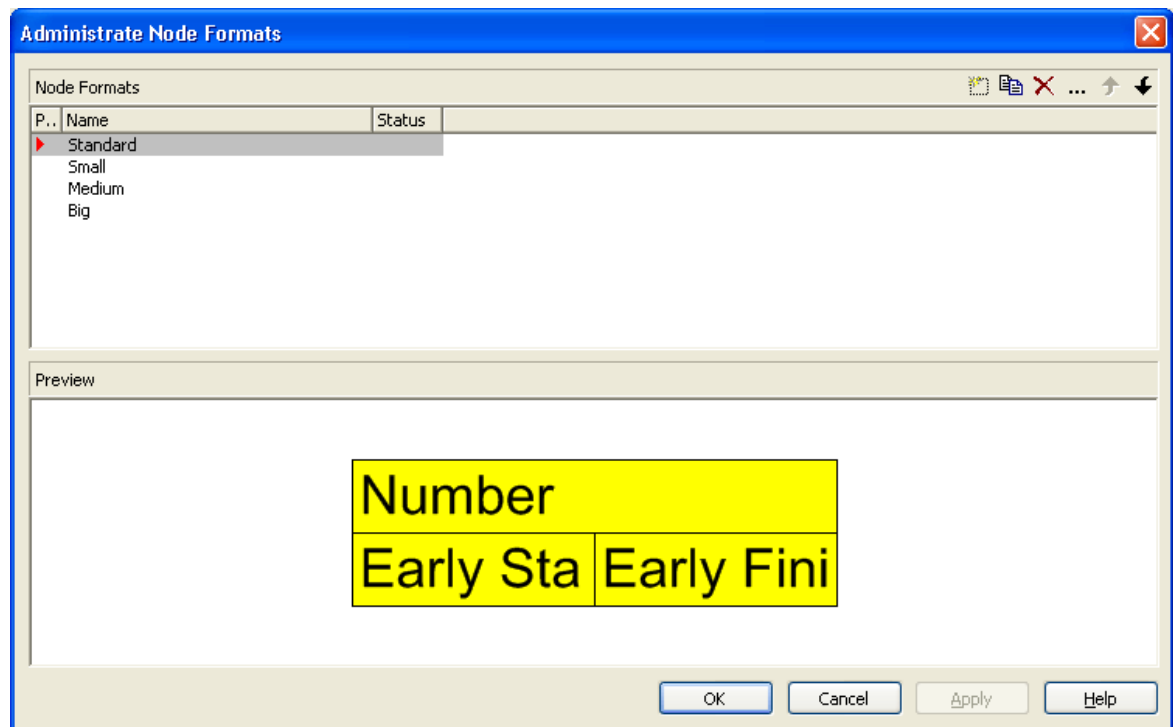 Administrate Node Formats
Node Formats
P.. Name Status
Standard
Small
Medium
Big
Preview
Number
Early Sta Early Fini
OK Cancel Apply Help